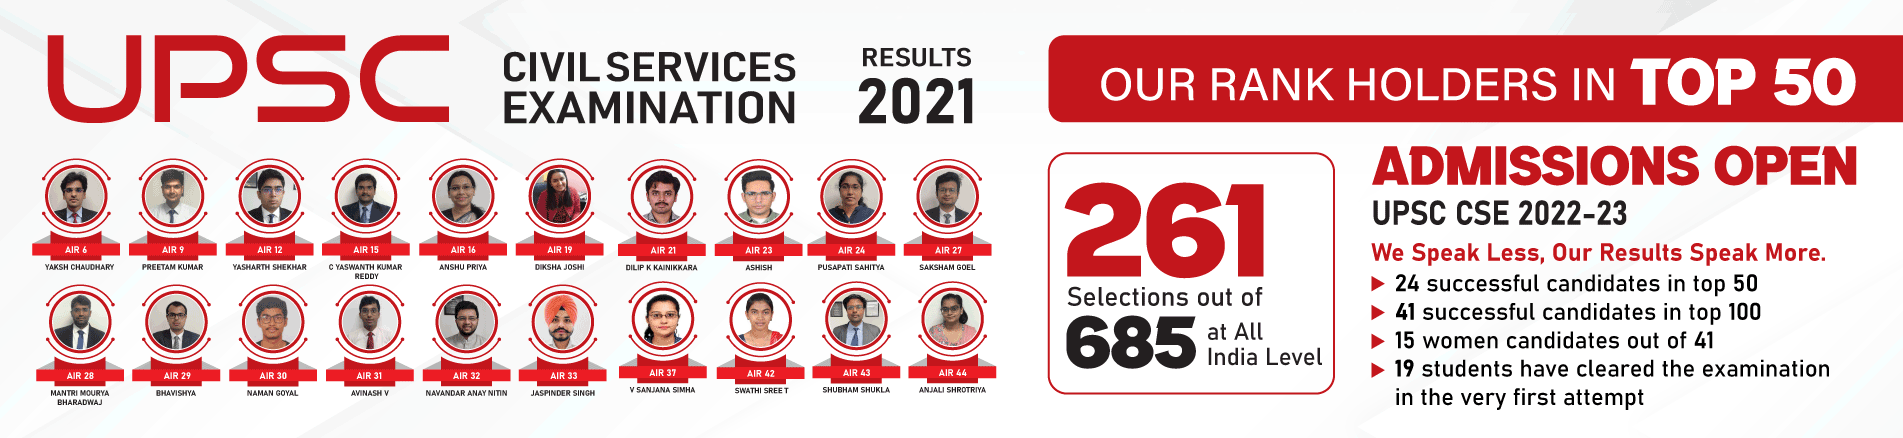 UPSC
CIVIL SERVICES
EXAMINATION
RESULTS
2021
OUR RANK HOLDERS IN TOP 50
AIR 6
YAKSH CHAUDHARY
AIR 9
PREETAM KUMAR
AIR 12
YASHARTH SHEKHAR
AIR 15
C YASWANTH KUMAR
REDDY
AIR 16
ANSHU PRIYA
AIR 19
DIKSHA JOSHI
AIR 21
DILIP K KAINIKKARA
AIR 23
ASHISH
AIR 24
PUSAPATI SAHITYA
AIR 27
SAKSHAM GOEL
AIR 28
MANTRI MOURYA
BHARADWAJ
AIR 29
BHAVISHYA
AIR 30
NAMAN GOYAL
AIR 31
AVINASH V
AIR 32
NAVANDAR ANAY NITIN
AIR 33
JASPINDER SINGH
AIR 37
V SANJANA SIMHA
AIR 42
SWATHI SREE T
AIR 43
SHUBHAM SHUKLA
AIR 44
ANJALI SHROTRIYA
261
Selections out of
685 at All
India Level
ADMISSIONS OPEN
UPSC CSE 2022-23
We Speak Less, Our Results Speak More.
24 successful candidates in top 50
41 successful candidates in top 100
15 women candidates out of 41
19 students have cleared the examination
in the very first attempt